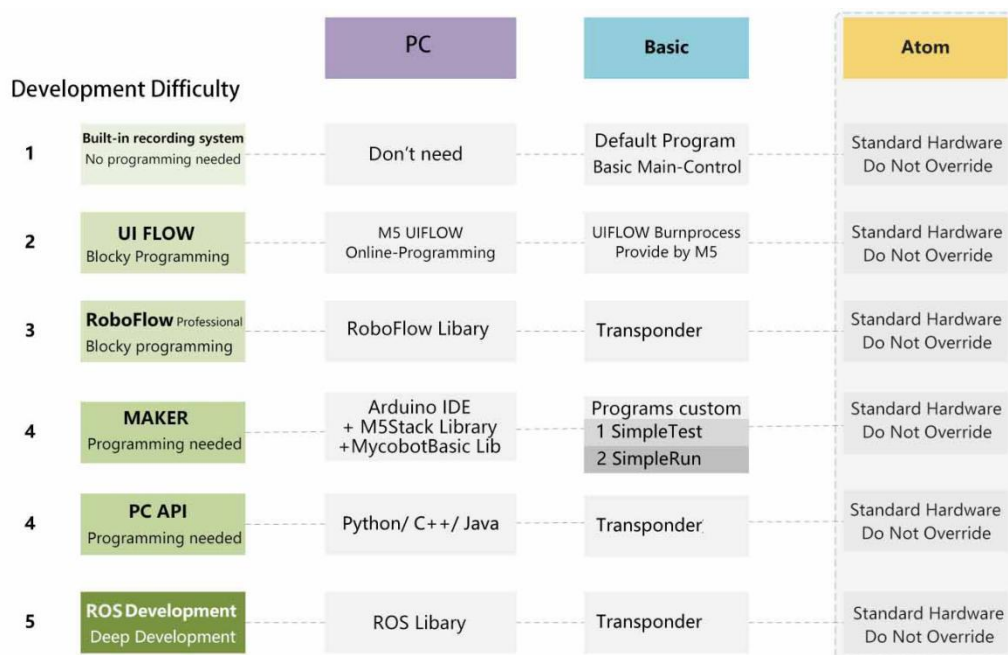 PC
Basic
Atom
Development Difficulty
1
Built-in recording system
No programming needed
Don't need
Default Program
Basic Main-Control
Standard Hardware
Do Not Override
2
UI FLOW
Blocky Programming
M5 UIFLOW
Online-Programming
UIFLOW Burnprocess
Provide by M5
Standard Hardware
Do Not Override
3
RoboFlow Professional
Blocky programming
RoboFlow Libary
Transponder
Standard Hardware
Do Not Override
4
MAKER
Programming needed
Arduino IDE
+ M5Stack Library
+MycobotBasic Lib
Programs custom
1 SimpleTest
2 SimpleRun
Standard Hardware
Do Not Override
4
PC API
Programming needed
Python/ C++/ Java
Transponder
Standard Hardware
Do Not Override
5
ROS Development
Deep Development
ROS Libary
Transponder
Standard Hardware
Do Not Override